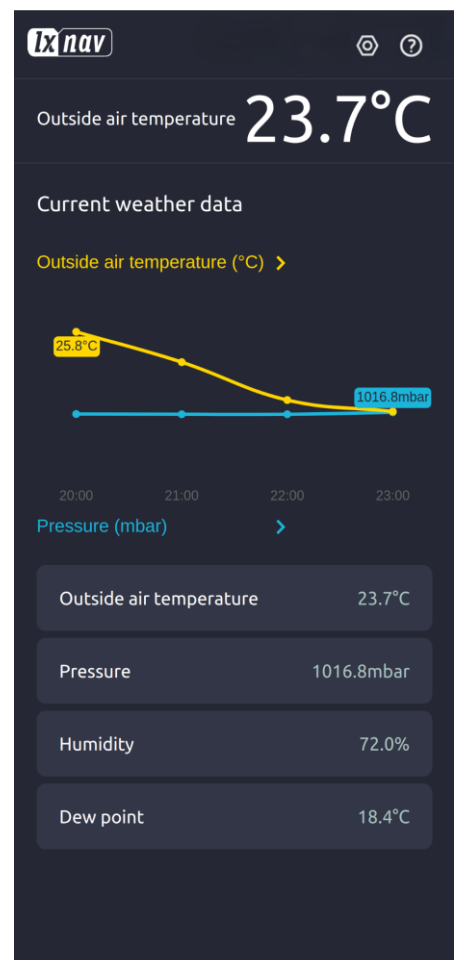 lx nav
Outside air temperature 23.7°C
Current weather data
Outside air temperature (°C)
25.8°C
1016.8mbar
20:00 21:00 22:00 23:00
Pressure (mbar)
Outside air temperature 23.7°C
Pressure 1016.8mbar
Humidity 72.0%
Dew point 18.4°C